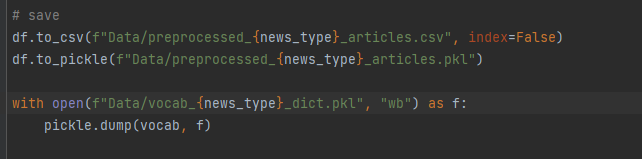 # save
df.to_csv(f"Data/preprocessed_{news_type}_articles.csv", index=False)
df.to_pickle(f"Data/preprocessed_{news_type}_articles.pkl")
with open(f"Data/vocab_{news_type}_dict.pkl", "wb") as f:
    pickle.dump(vocab, f)